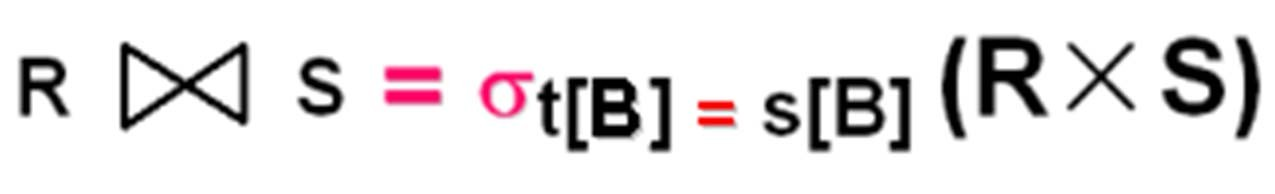 R ⋈ S = σt[B] = s[B] (R×S)